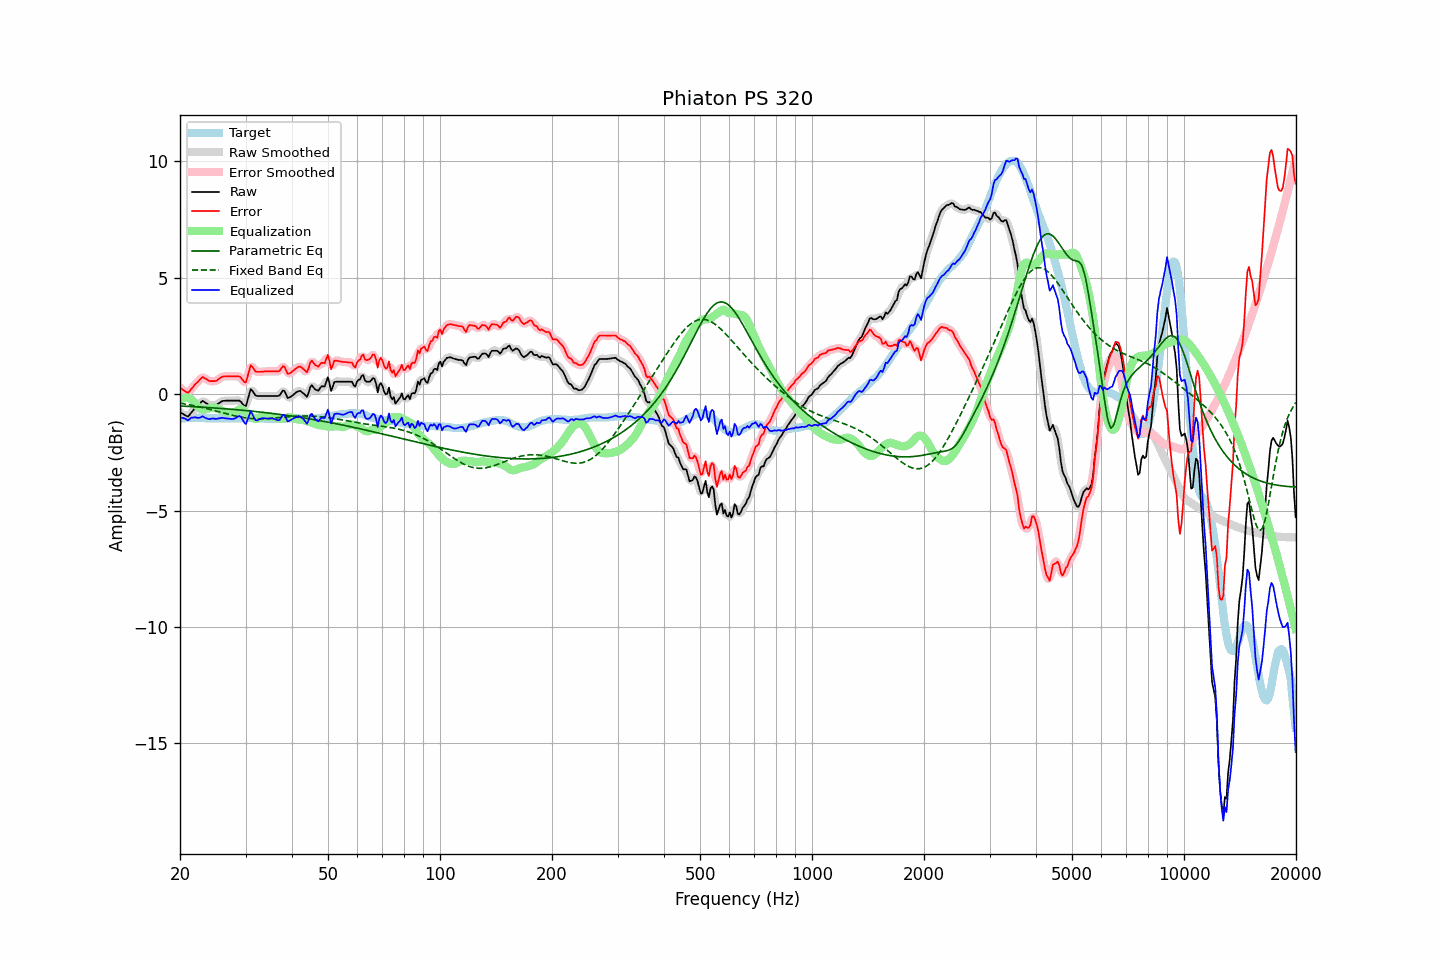 Phiaton PS 320
Target
Raw Smoothed
Error Smoothed
Raw
Error
Equalization
Parametric Eq
Fixed Band Eq
Equalized
10
5
0
−5
−10
−15
Amplitude (dBr)
20 50 100 200 500 1000 2000 5000 10000 20000
Frequency (Hz)